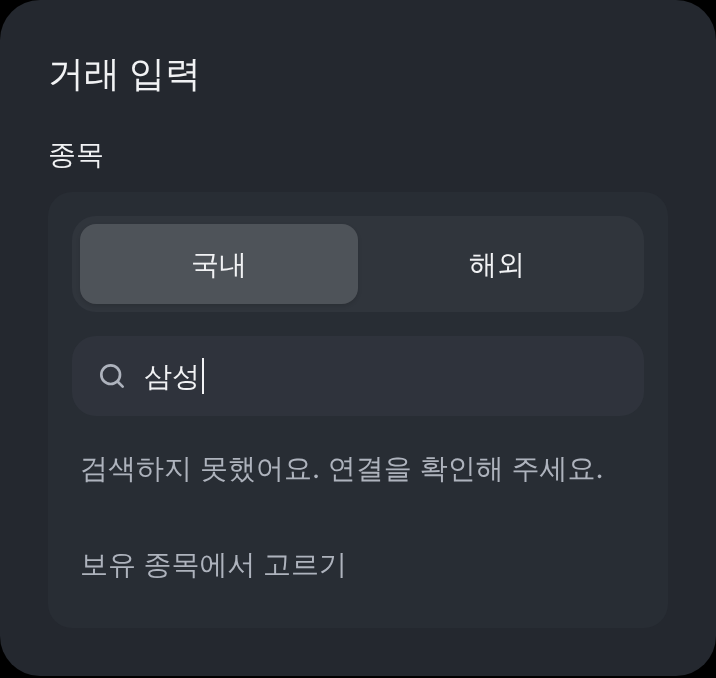 거래 입력
종목
국내
해외
삼성
검색하지 못했어요. 연결을 확인해 주세요.
보유 종목에서 고르기